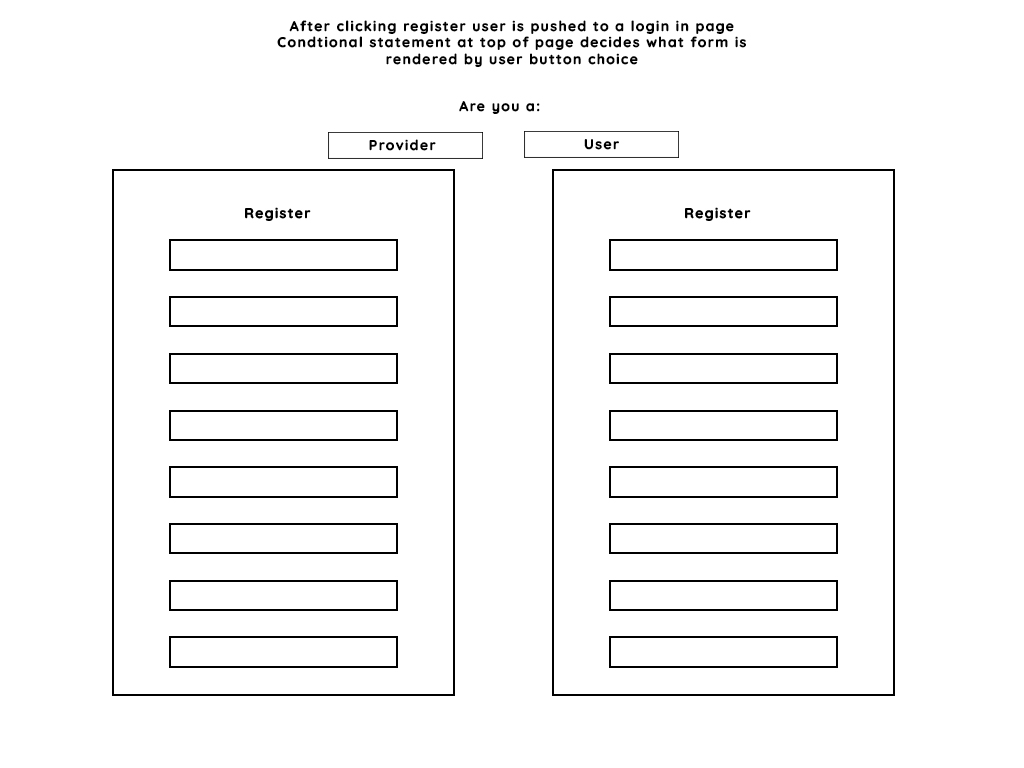 After clicking register user is pushed to a login in page
Condtional statement at top of page decides what form is
rendered by user button choice
Are you a:
Provider
User
Register
Register